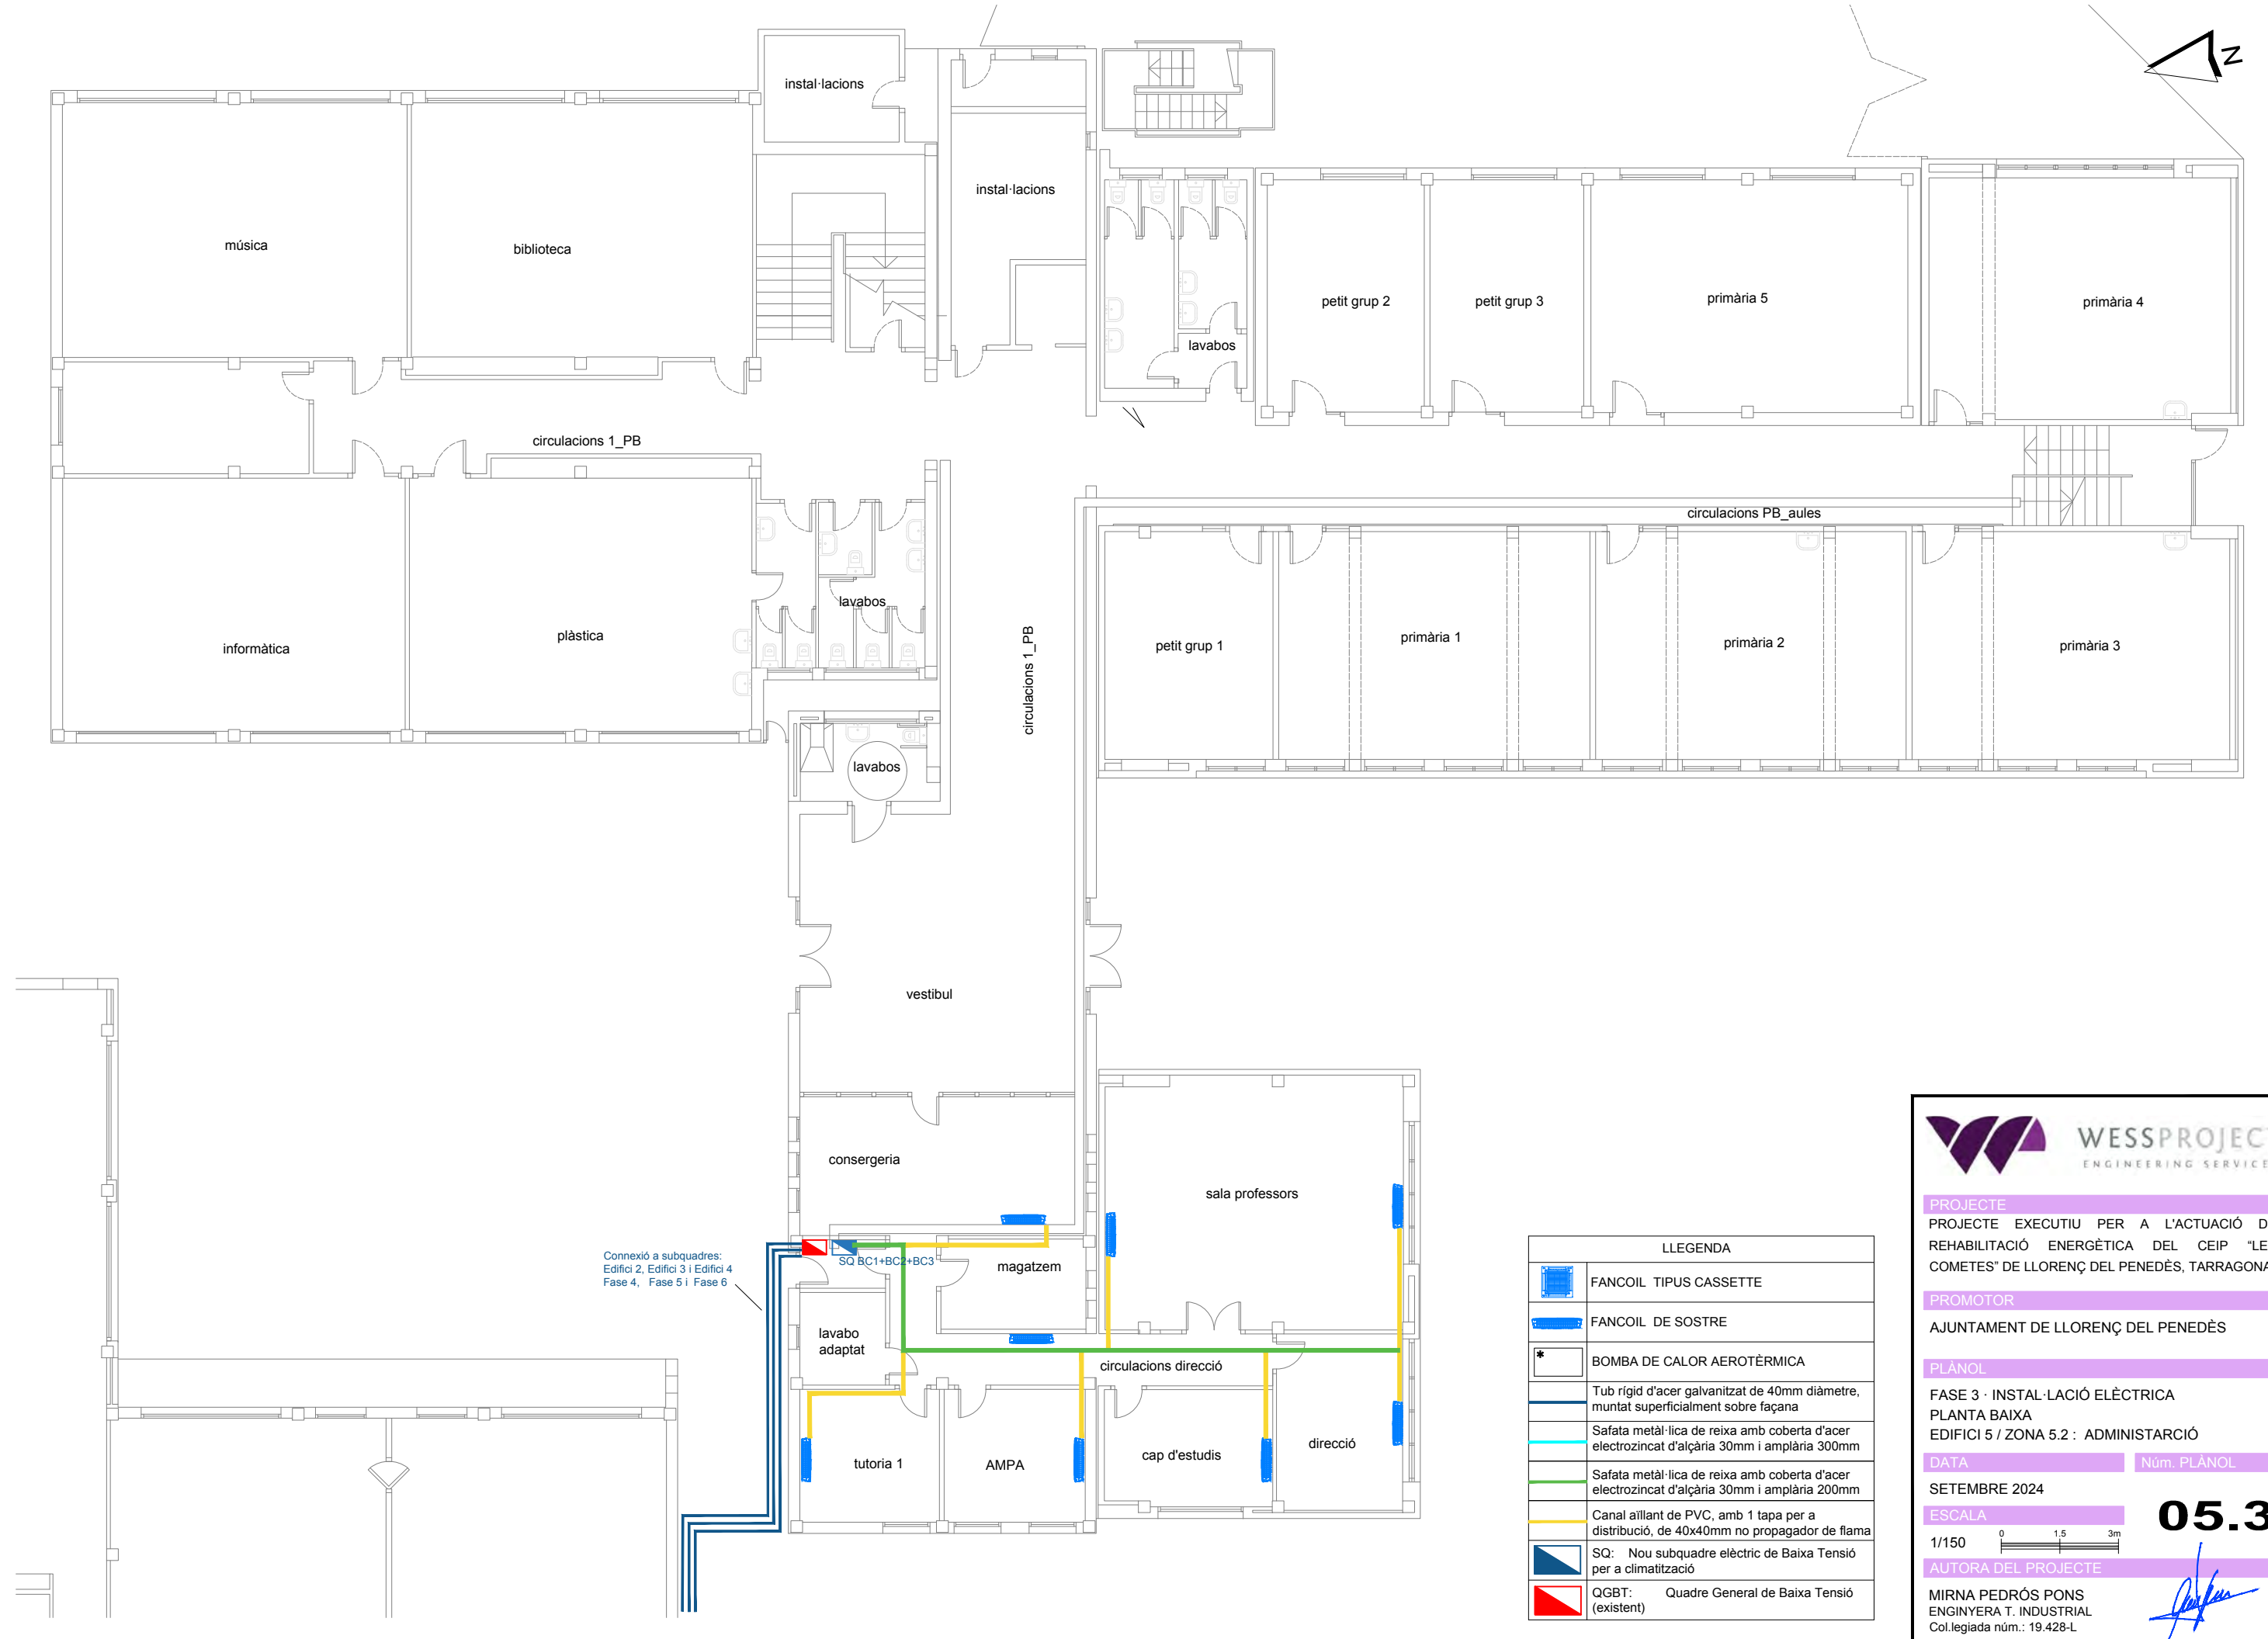 instal·lacions
N
instal·lacions
música
biblioteca
petit grup 2
petit grup 3
primària 5
primària 4
lavabos
circulacions 1_PB
circulacions PB_aules
lavabos
informàtica
plàstica
circulacions 1_PB
petit grup 1
primària 1
primària 2
primària 3
lavabos
vestibul
consergeria
sala professors
Connexió a subquadres:
Edifici 2, Edifici 3 i Edifici 4
Fase 4, Fase 5 i Fase 6
SQ BC1+BC2+BC3
magatzem
lavabo
adaptat
circulacions direcció
tutoria 1
AMPA
cap d'estudis
direcció
LLEGENDA
FANCOIL TIPUS CASSETTE
FANCOIL DE SOSTRE
*
BOMBA DE CALOR AEROTÈRMICA
Tub rígid d'acer galvanitzat de 40mm diàmetre,
muntat superficialment sobre façana
Safata metàl·lica de reixa amb coberta d'acer
electrozincat d'alçària 30mm i amplària 300mm
Safata metàl·lica de reixa amb coberta d'acer
electrozincat d'alçària 30mm i amplària 200mm
Canal aïllant de PVC, amb 1 tapa per a
distribució, de 40x40mm no propagador de flama
SQ: Nou subquadre elèctric de Baixa Tensió
per a climatització
QGBT: Quadre General de Baixa Tensió
(existent)
WESSPROJEC
ENGINEERING SERVICE
PROJECTE
PROJECTE EXECUTIU PER A L'ACTUACIÓ D
REHABILITACIÓ ENERGÈTICA DEL CEIP “LE
COMETES” DE LLORENÇ DEL PENEDÈS, TARRAGONA
PROMOTOR
AJUNTAMENT DE LLORENÇ DEL PENEDÈS
PLÀNOL
FASE 3 · INSTAL·LACIÓ ELÈCTRICA
PLANTA BAIXA
EDIFICI 5 / ZONA 5.2 : ADMINISTARCIÓ
DATA
Núm. PLÀNOL
SETEMBRE 2024
ESCALA
05.3
1/150
0 1.5 3m
AUTORA DEL PROJECTE
MIRNA PEDRÓS PONS
ENGINYERA T. INDUSTRIAL
Col.legiada núm.: 19.428-L